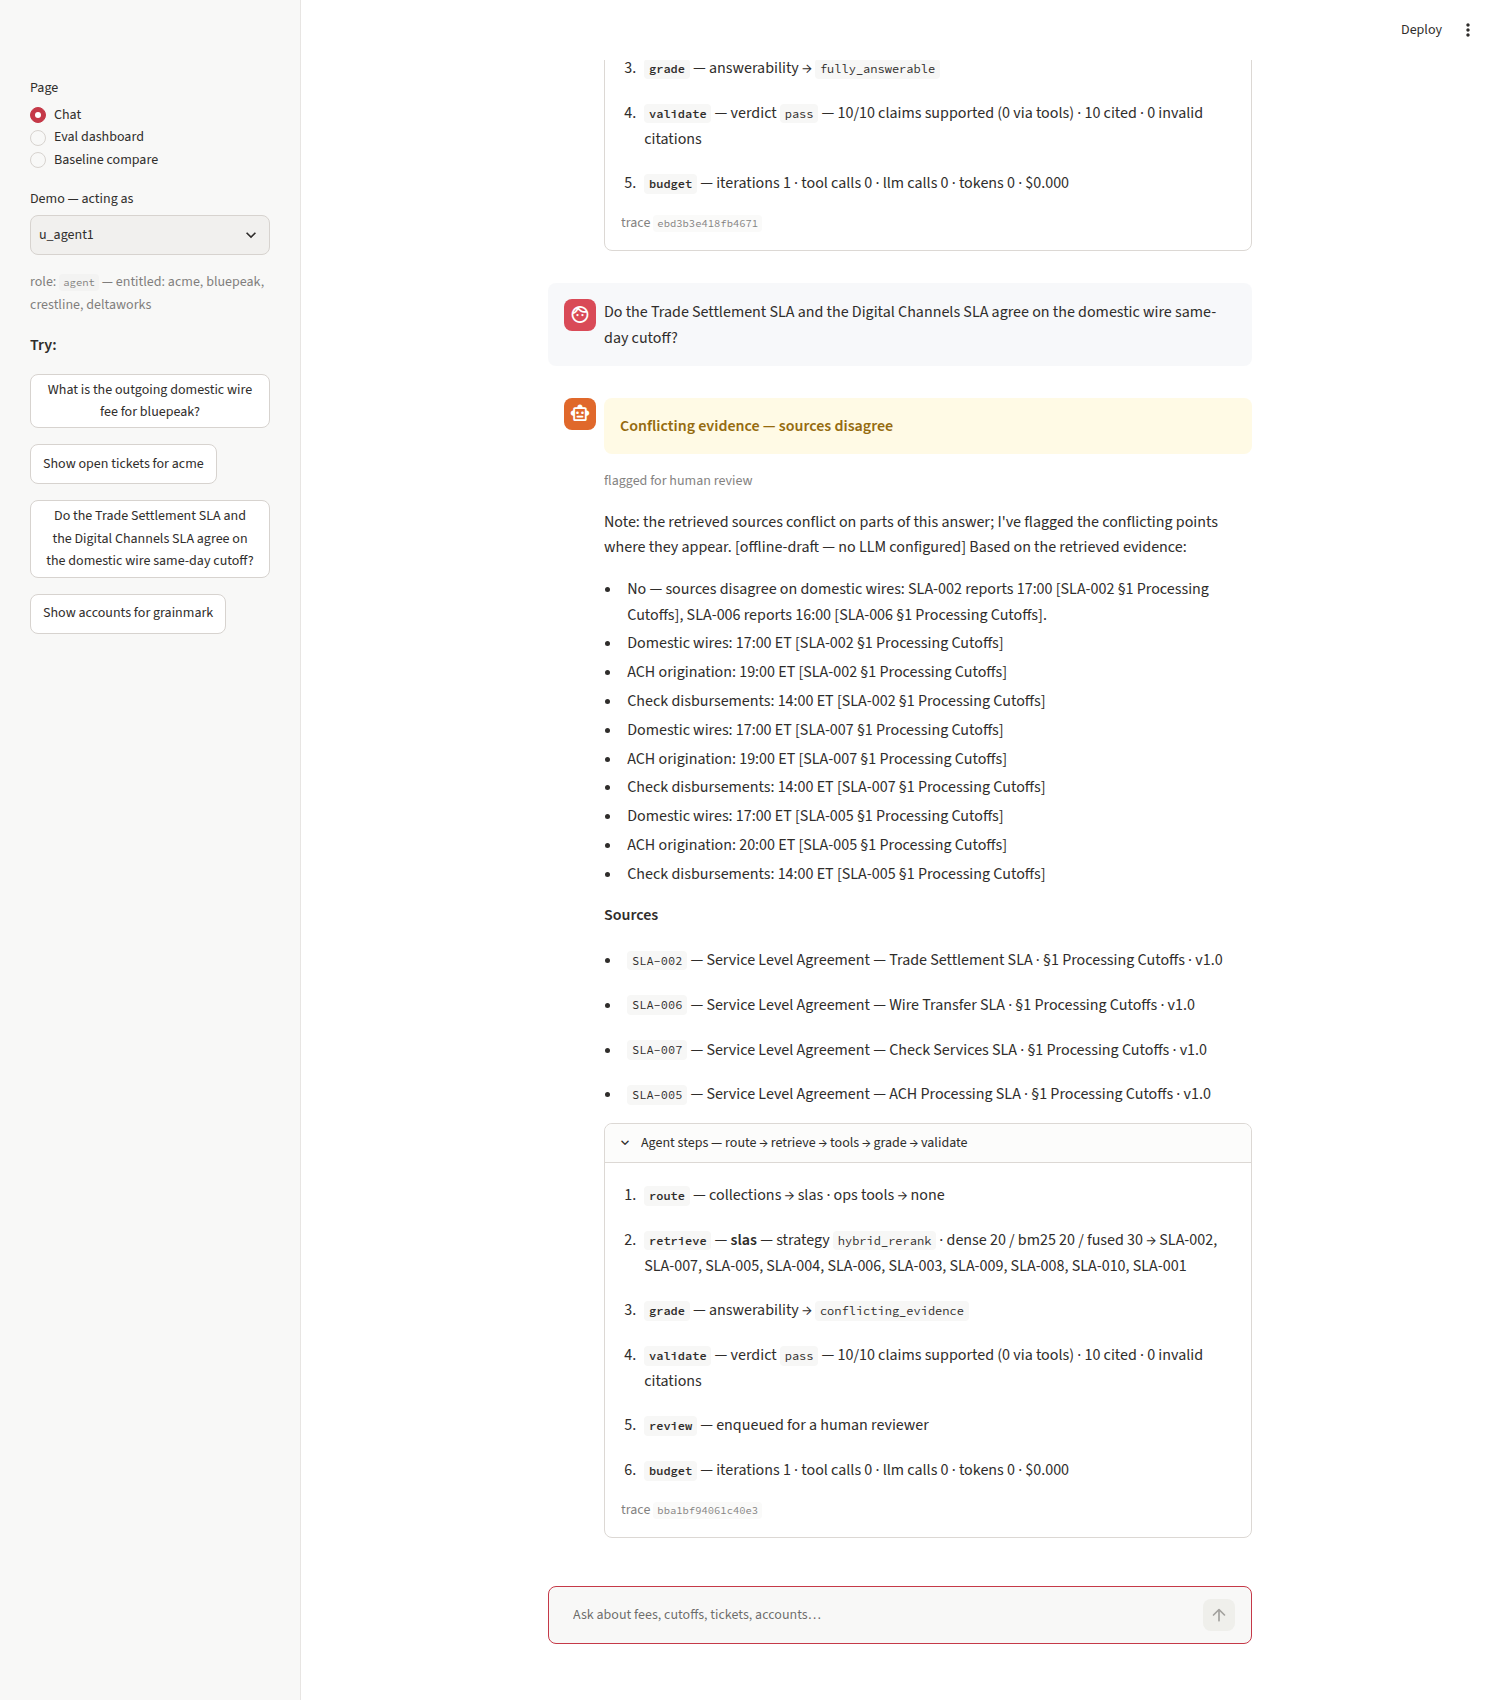 Deploy
Page
Chat
Eval dashboard
Baseline compare
Demo — acting as
u_agent1
role: agent — entitled: acme, bluepeak,
crestline, deltaworks
Try:
What is the outgoing domestic wire
fee for bluepeak?
Show open tickets for acme
Do the Trade Settlement SLA and
the Digital Channels SLA agree on
the domestic wire same-day cutoff?
Show accounts for grainmark
3. grade — answerability → fully_answerable
4. validate — verdict pass — 10/10 claims supported (0 via tools) · 10 cited · 0 invalid
citations
5. budget — iterations 1 · tool calls 0 · llm calls 0 · tokens 0 · $0.000
trace ebd3b3e418fb4671
Do the Trade Settlement SLA and the Digital Channels SLA agree on the domestic wire same-
day cutoff?
Conflicting evidence — sources disagree
flagged for human review
Note: the retrieved sources conflict on parts of this answer; I've flagged the conflicting points
where they appear. [offline-draft — no LLM configured] Based on the retrieved evidence:
• No — sources disagree on domestic wires: SLA-002 reports 17:00 [SLA-002 §1 Processing
Cutoffs], SLA-006 reports 16:00 [SLA-006 §1 Processing Cutoffs].
• Domestic wires: 17:00 ET [SLA-002 §1 Processing Cutoffs]
• ACH origination: 19:00 ET [SLA-002 §1 Processing Cutoffs]
• Check disbursements: 14:00 ET [SLA-002 §1 Processing Cutoffs]
• Domestic wires: 17:00 ET [SLA-007 §1 Processing Cutoffs]
• ACH origination: 19:00 ET [SLA-007 §1 Processing Cutoffs]
• Check disbursements: 14:00 ET [SLA-007 §1 Processing Cutoffs]
• Domestic wires: 17:00 ET [SLA-005 §1 Processing Cutoffs]
• ACH origination: 20:00 ET [SLA-005 §1 Processing Cutoffs]
• Check disbursements: 14:00 ET [SLA-005 §1 Processing Cutoffs]
Sources
• SLA-002 — Service Level Agreement — Trade Settlement SLA · §1 Processing Cutoffs · v1.0
• SLA-006 — Service Level Agreement — Wire Transfer SLA · §1 Processing Cutoffs · v1.0
• SLA-007 — Service Level Agreement — Check Services SLA · §1 Processing Cutoffs · v1.0
• SLA-005 — Service Level Agreement — ACH Processing SLA · §1 Processing Cutoffs · v1.0
Agent steps — route → retrieve → tools → grade → validate
1. route — collections → slas · ops tools → none
2. retrieve — slas — strategy hybrid_rerank · dense 20 / bm25 20 / fused 30 → SLA-002,
SLA-007, SLA-005, SLA-004, SLA-006, SLA-003, SLA-009, SLA-008, SLA-010, SLA-001
3. grade — answerability → conflicting_evidence
4. validate — verdict pass — 10/10 claims supported (0 via tools) · 10 cited · 0 invalid
citations
5. review — enqueued for a human reviewer
6. budget — iterations 1 · tool calls 0 · llm calls 0 · tokens 0 · $0.000
trace bba1bf94061c40e3
Ask about fees, cutoffs, tickets, accounts…